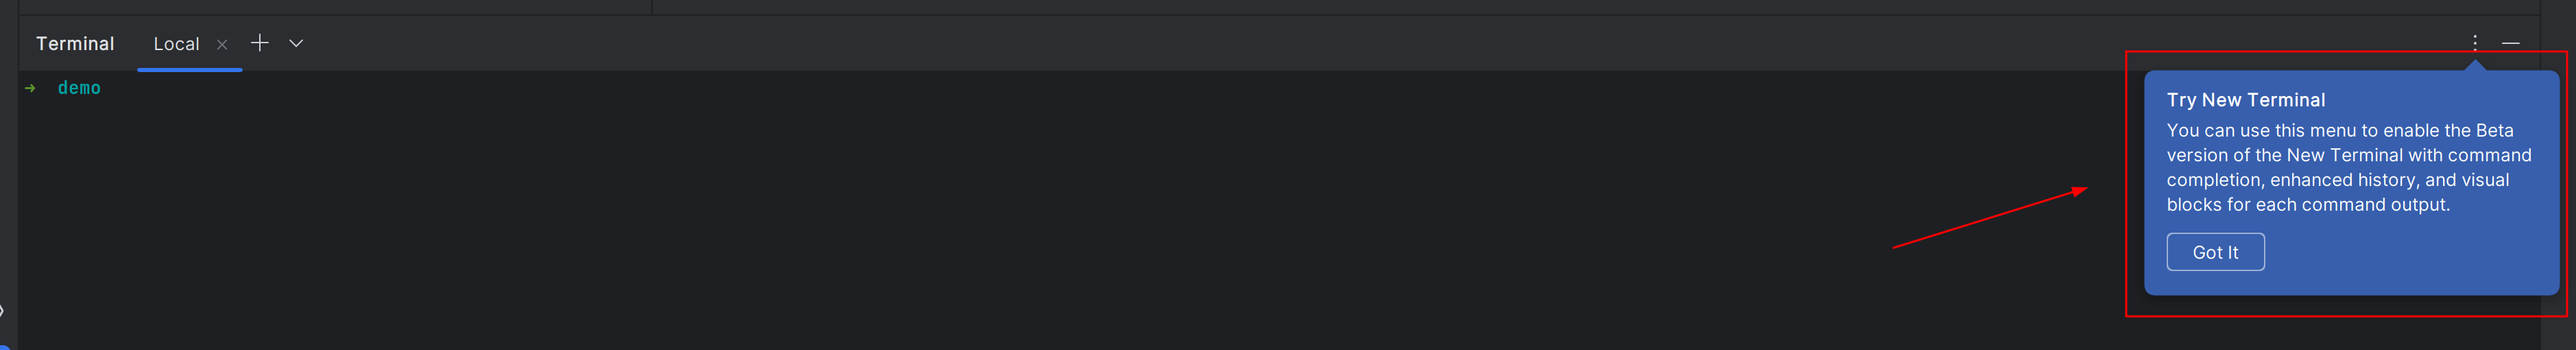 Terminal Local
demo
Try New Terminal
You can use this menu to enable the Beta
version of the New Terminal with command
completion, enhanced history, and visual
blocks for each command output.
Got It